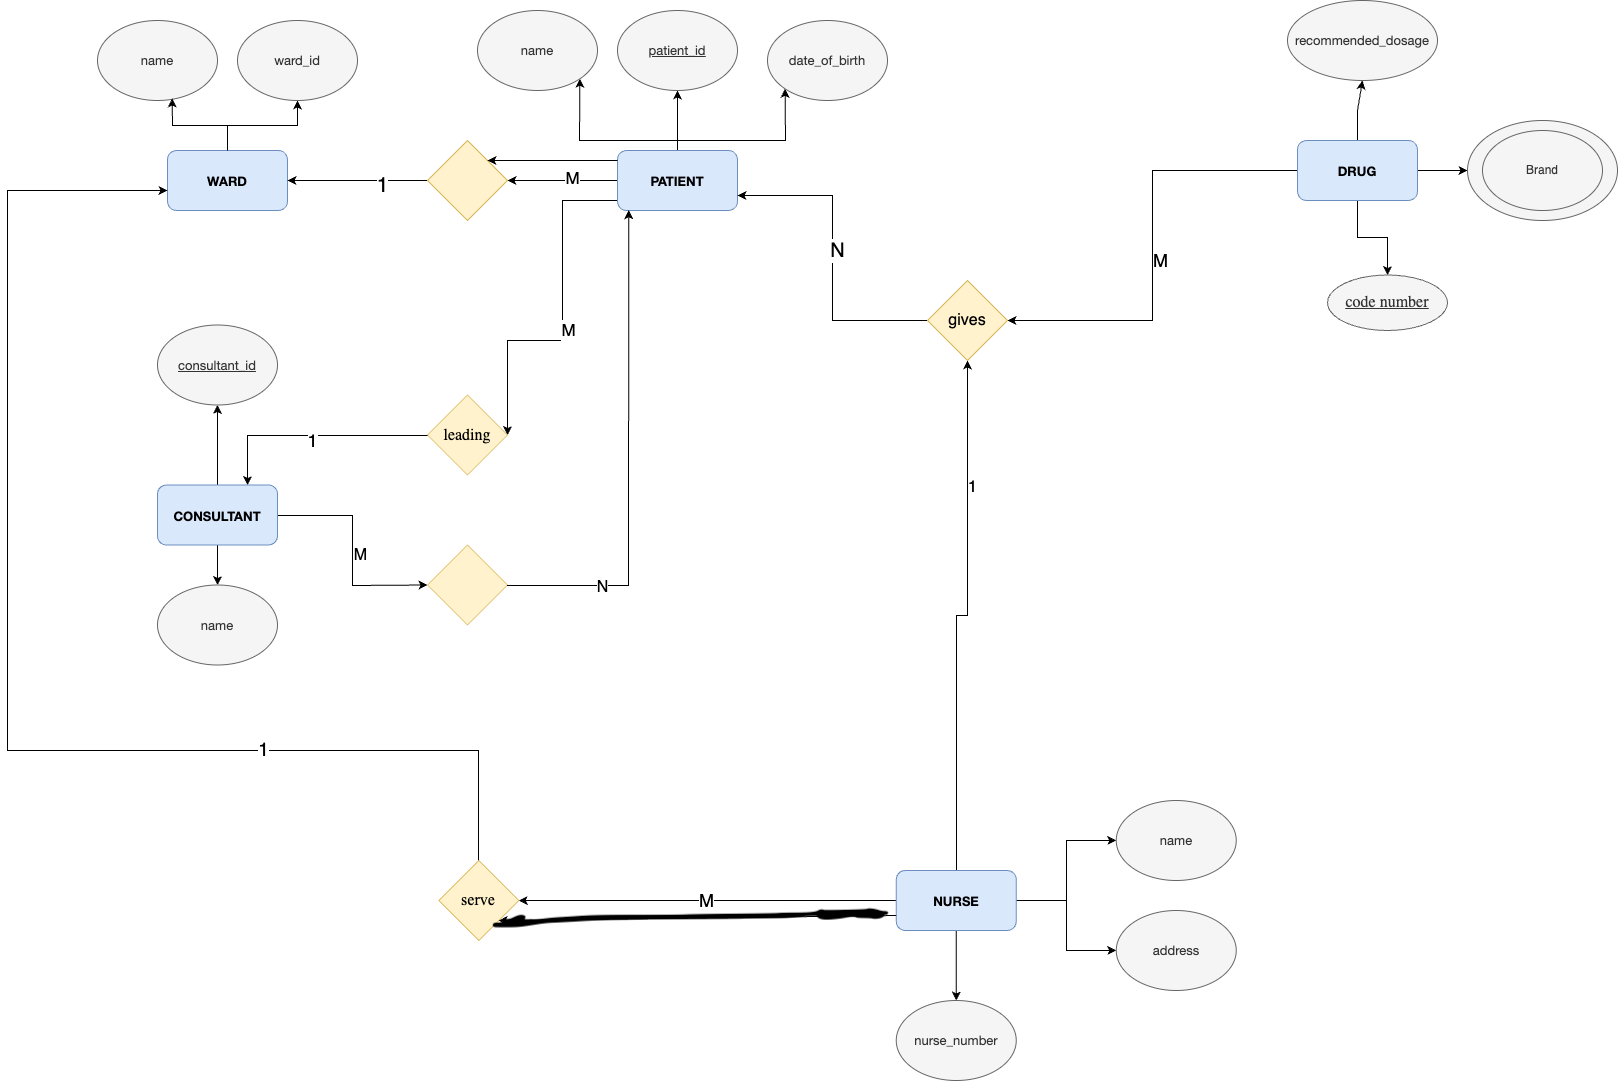 name
ward_id
name
patient_id
date_of_birth
recommended_dosage
WARD
1
M
PATIENT
DRUG
Brand
N
M
code number
gives
M
consultant_id
leading
1
1
CONSULTANT
M
N
name
1
name
serve
M
NURSE
address
nurse_number